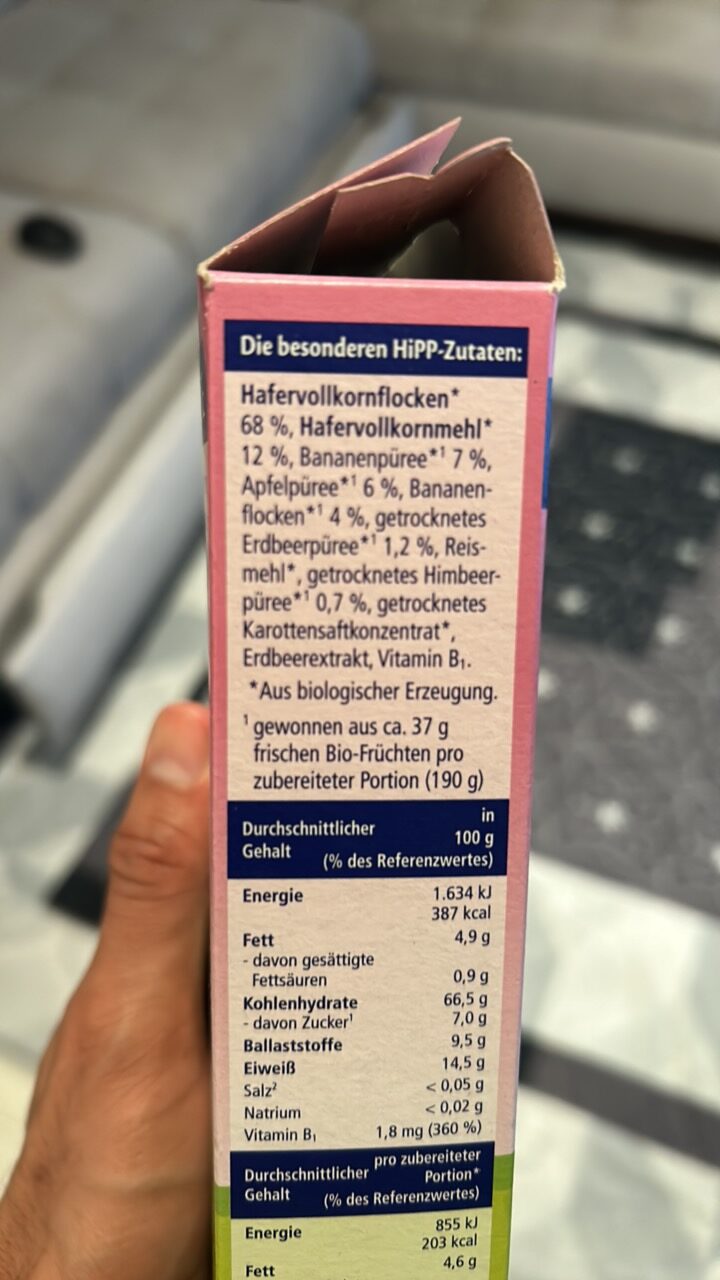 Die besonderen HiPP-Zutaten:
Hafervollkornflocken*
68 %, Hafervollkornmehl*
12 %, Bananenpüree*¹ 7 %,
Apfelpüree*¹ 6 %, Bananen-
flocken*¹ 4 %, getrocknetes
Erdbeerpüree*¹ 1,2 %, Reis-
mehl*, getrocknetes Himbeer-
püree*¹ 0,7 %, getrocknetes
Karottensaftkonzentrat*,
Erdbeerextrakt, Vitamin B₁.
*Aus biologischer Erzeugung.
¹ gewonnen aus ca. 37 g
frischen Bio-Früchten pro
zubereiteter Portion (190 g)
Durchschnittlicher Gehalt in 100 g
(% des Referenzwertes)
Energie 1.634 kJ
387 kcal
Fett 4,9 g
- davon gesättigte
Fettsäuren 0,9 g
Kohlenhydrate 66,5 g
- davon Zucker¹ 7,0 g
Ballaststoffe 9,5 g
Eiweiß 14,5 g
Salz² < 0,05 g
Natrium < 0,02 g
Vitamin B₁ 1,8 mg (360 %)
Durchschnittlicher Gehalt pro zubereiteter Portion*
(% des Referenzwertes)
Energie 855 kJ
203 kcal
Fett 4,6 g